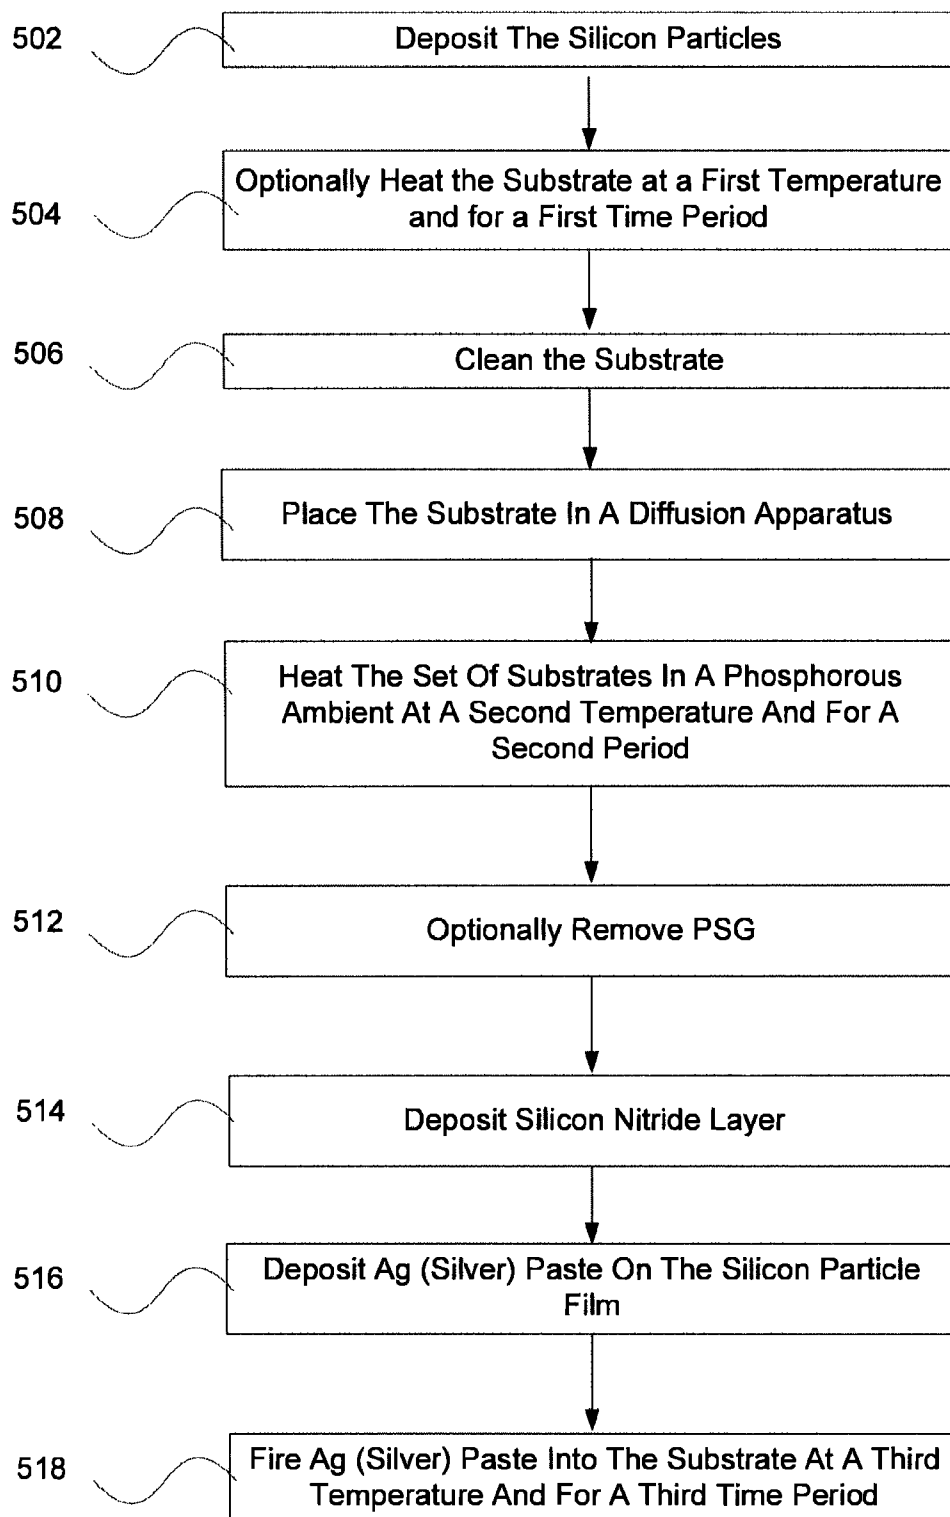 502
Deposit The Silicon Particles
504
Optionally Heat the Substrate at a First Temperature
and for a First Time Period
506
Clean the Substrate
508
Place The Substrate In A Diffusion Apparatus
510
Heat The Set Of Substrates In A Phosphorous
Ambient At A Second Temperature And For A
Second Period
512
Optionally Remove PSG
514
Deposit Silicon Nitride Layer
516
Deposit Ag (Silver) Paste On The Silicon Particle
Film
518
Fire Ag (Silver) Paste Into The Substrate At A Third
Temperature And For A Third Time Period